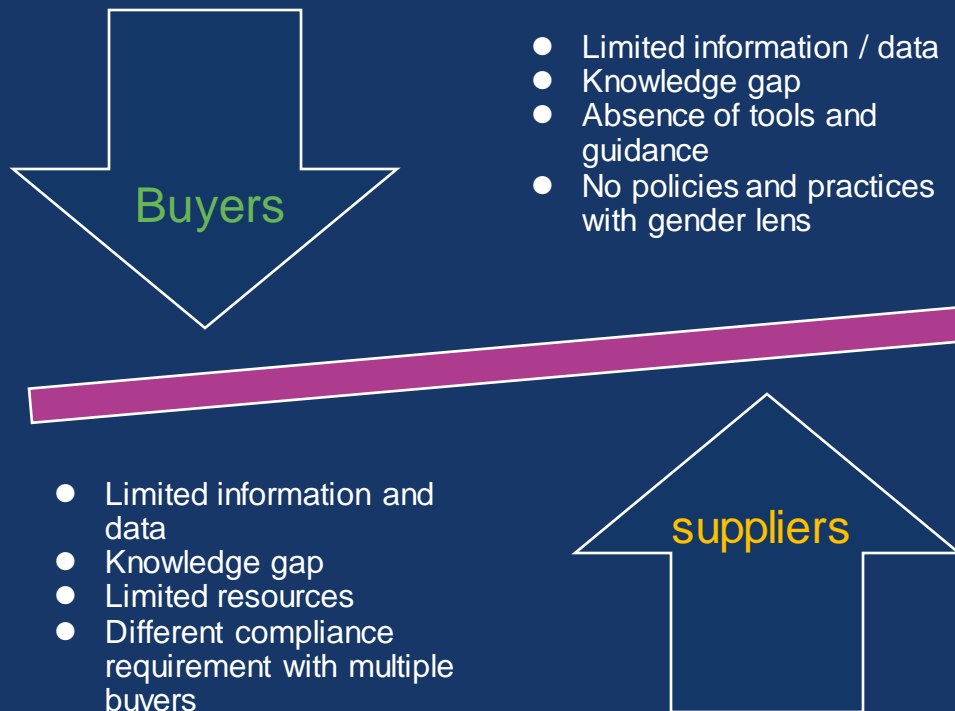 Buyers
● Limited information / data
● Knowledge gap
● Absence of tools and
guidance
● No policies and practices
with gender lens
● Limited information and
data
● Knowledge gap
● Limited resources
● Different compliance
requirement with multiple
buyers
suppliers